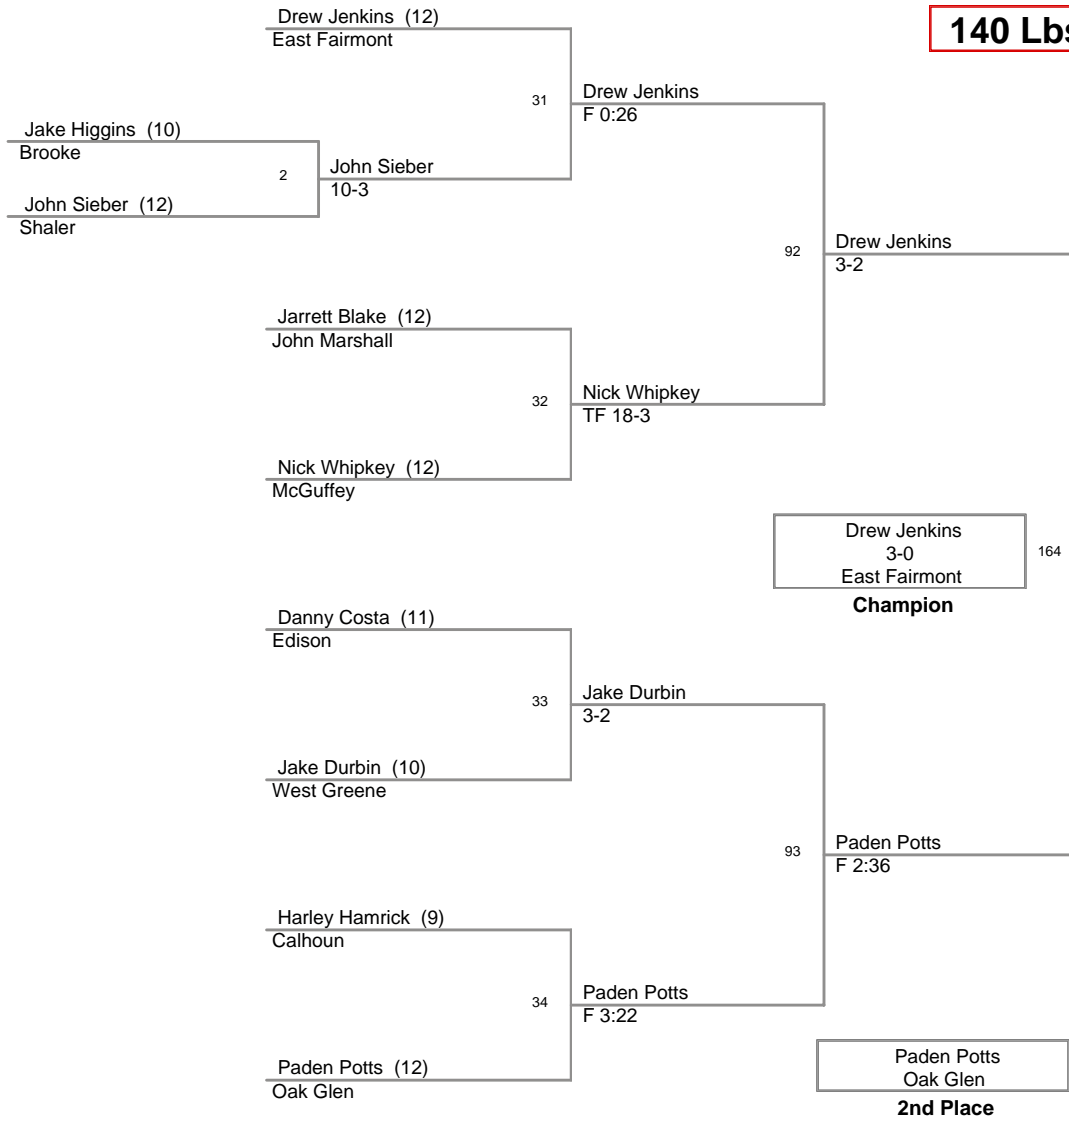 Drew Jenkins (12)
East Fairmont
140 Lbs
31
Drew Jenkins
F 0:26
Jake Higgins (10)
Brooke
2
John Sieber
10-3
John Sieber (12)
Shaler
92
Drew Jenkins
3-2
Jarrett Blake (12)
John Marshall
32
Nick Whipkey
TF 18-3
Nick Whipkey (12)
McGuffey
Drew Jenkins
3-0
East Fairmont
164
Champion
Danny Costa (11)
Edison
33
Jake Durbin
3-2
Jake Durbin (10)
West Greene
93
Paden Potts
F 2:36
Harley Hamrick (9)
Calhoun
34
Paden Potts
F 3:22
Paden Potts (12)
Oak Glen
Paden Potts
Oak Glen
2nd Place